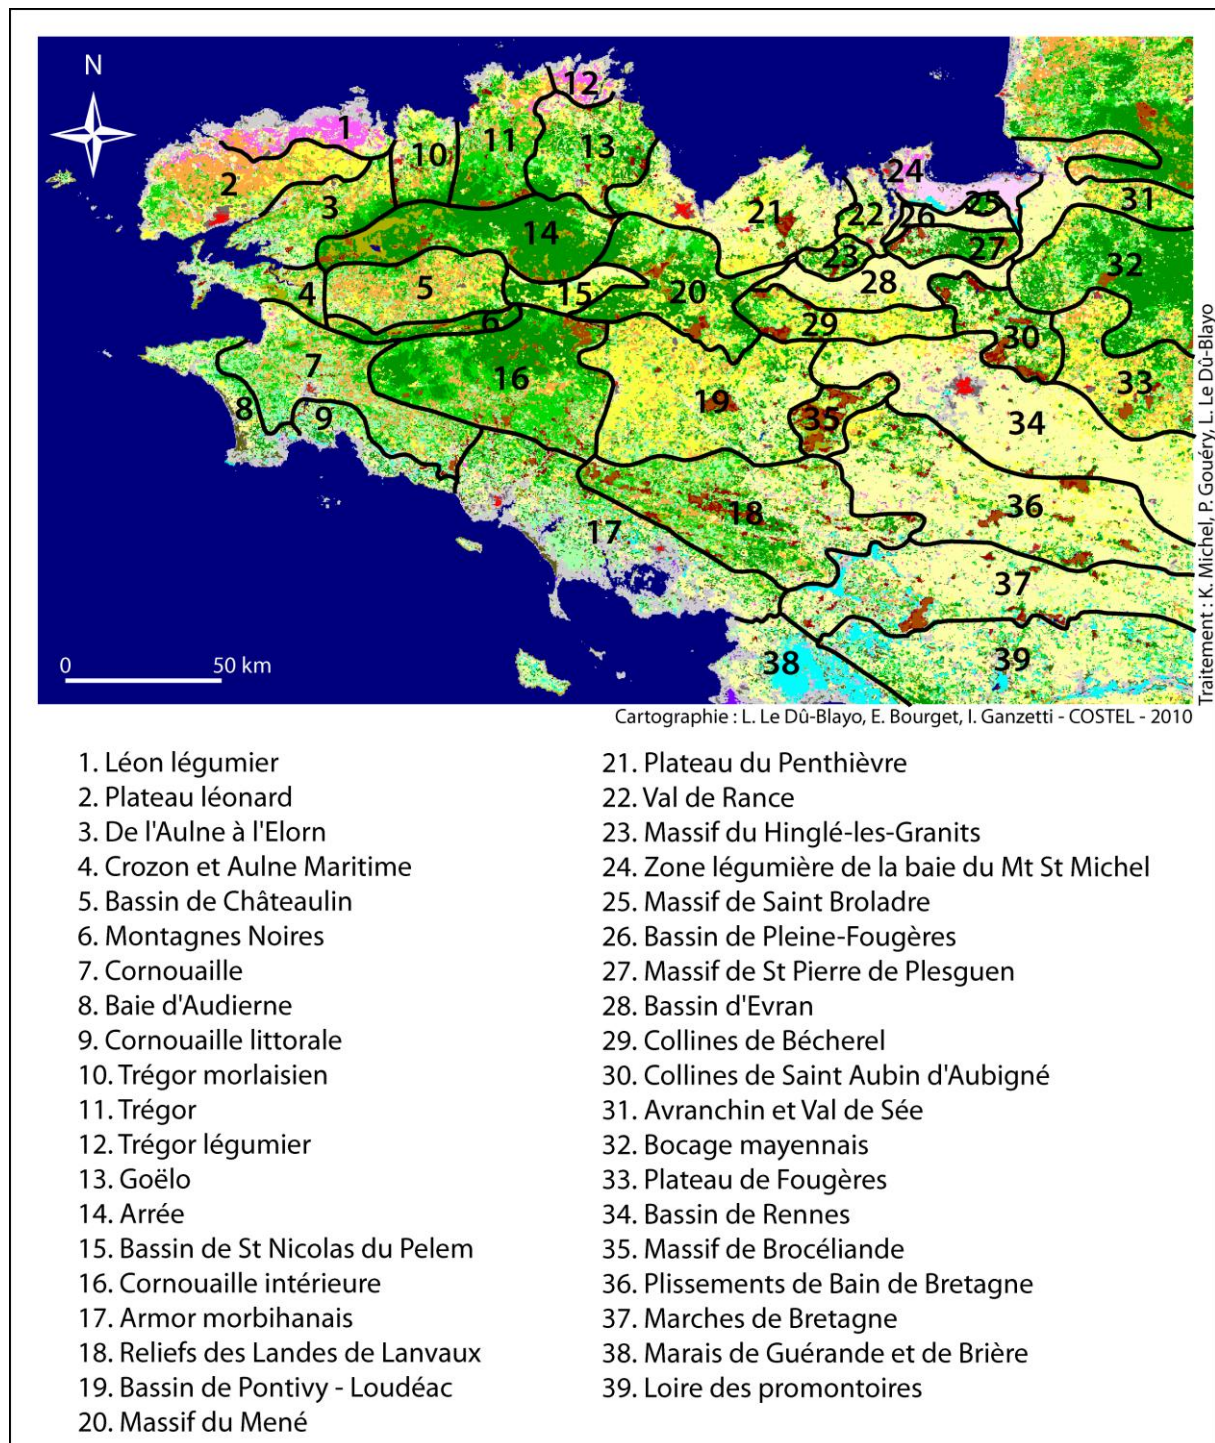 N
12
1
10
11
13
2
24
31
3
21
22
26
25
14
23
27
32
4
5
15
20
28
6
29
30
7
16
33
8
9
19
35
34
18
36
17
37
38
39
0 50 km
Traitement : K. Michel, P. Gouéry, L. Le Dû-Blayo
Cartographie : L. Le Dû-Blayo, E. Bourget, I. Ganzetti - COSTEL - 2010
1. Léon légumier
2. Plateau léonard
3. De l'Aulne à l'Elorn
4. Crozon et Aulne Maritime
5. Bassin de Châteaulin
6. Montagnes Noires
7. Cornouaille
8. Baie d'Audierne
9. Cornouaille littorale
10. Trégor morlaisien
11. Trégor
12. Trégor légumier
13. Goëlo
14. Arrée
15. Bassin de St Nicolas du Pelem
16. Cornouaille intérieure
17. Armor morbihanais
18. Reliefs des Landes de Lanvaux
19. Bassin de Pontivy - Loudéac
20. Massif du Mené
21. Plateau du Penthièvre
22. Val de Rance
23. Massif du Hinglé-les-Granits
24. Zone légumière de la baie du Mt St Michel
25. Massif de Saint Broladre
26. Bassin de Pleine-Fougères
27. Massif de St Pierre de Plesguen
28. Bassin d'Evran
29. Collines de Bécherel
30. Collines de Saint Aubin d'Aubigné
31. Avranchin et Val de Sée
32. Bocage mayennais
33. Plateau de Fougères
34. Bassin de Rennes
35. Massif de Brocéliande
36. Plissements de Bain de Bretagne
37. Marches de Bretagne
38. Marais de Guérande et de Brière
39. Loire des promontoires